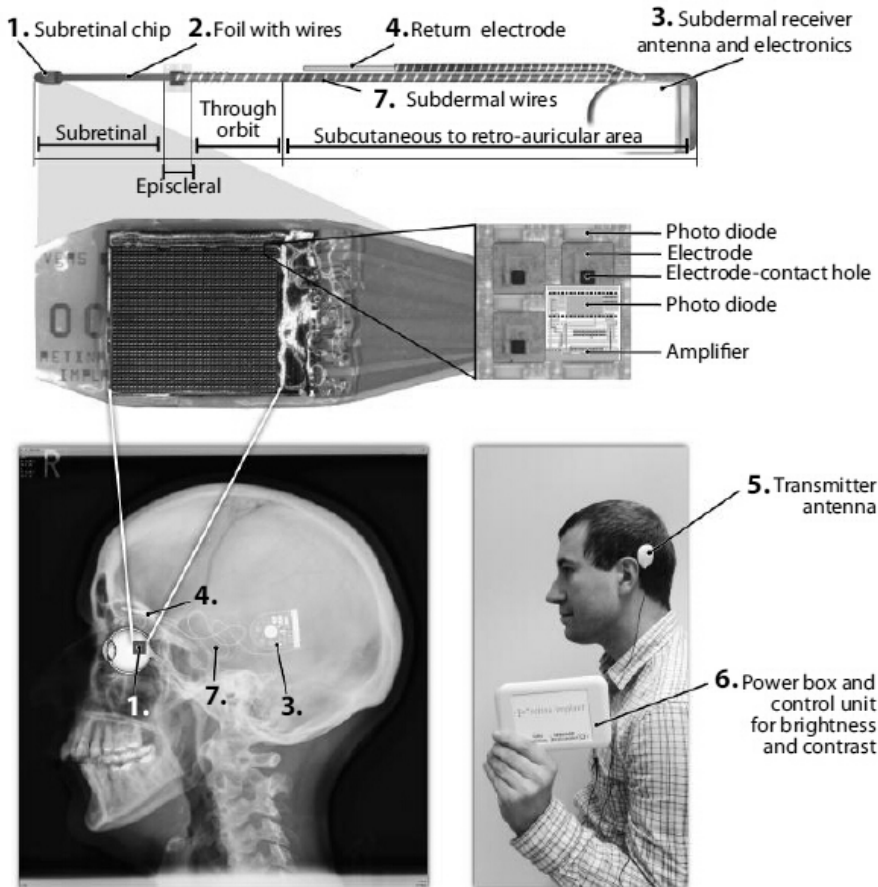 1. Subretinal chip
2. Foil with wires
4. Return electrode
3. Subdermal receiver
antenna and electronics
7. Subdermal wires
Through
orbit
Subretinal
Subcutaneous to retro-auricular area
Episcleral
Photo diode
Electrode
Electrode-contact hole
Photo diode
Amplifier
R
5. Transmitter
antenna
4.
1.
7.
3.
6. Power box and
control unit
for brightness
and contrast